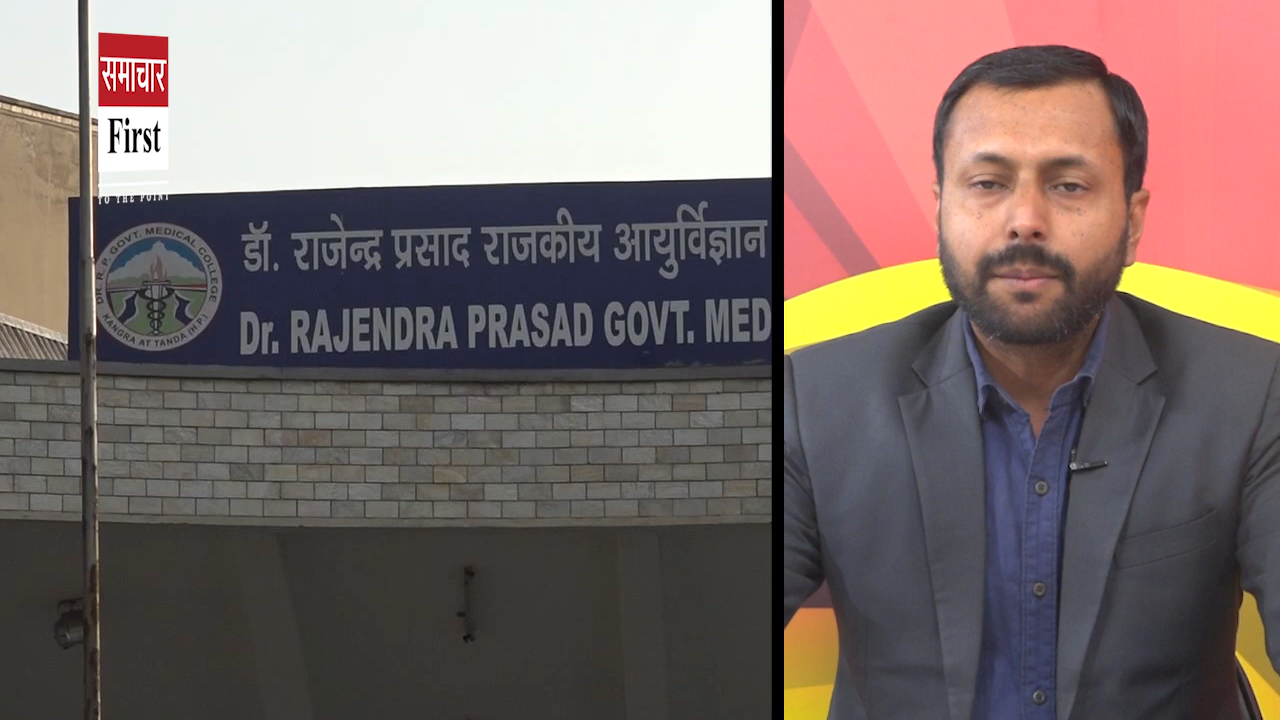 समाचार
First
TO THE POINT
डॉ. राजेन्द्र प्रसाद राजकीय आयुर्विज्ञान
Dr. RAJENDRA PRASAD GOVT. MED
DR. R. P. GOVT. MEDICAL COLLEGE
KANGRA AT TANDA (H.P.)